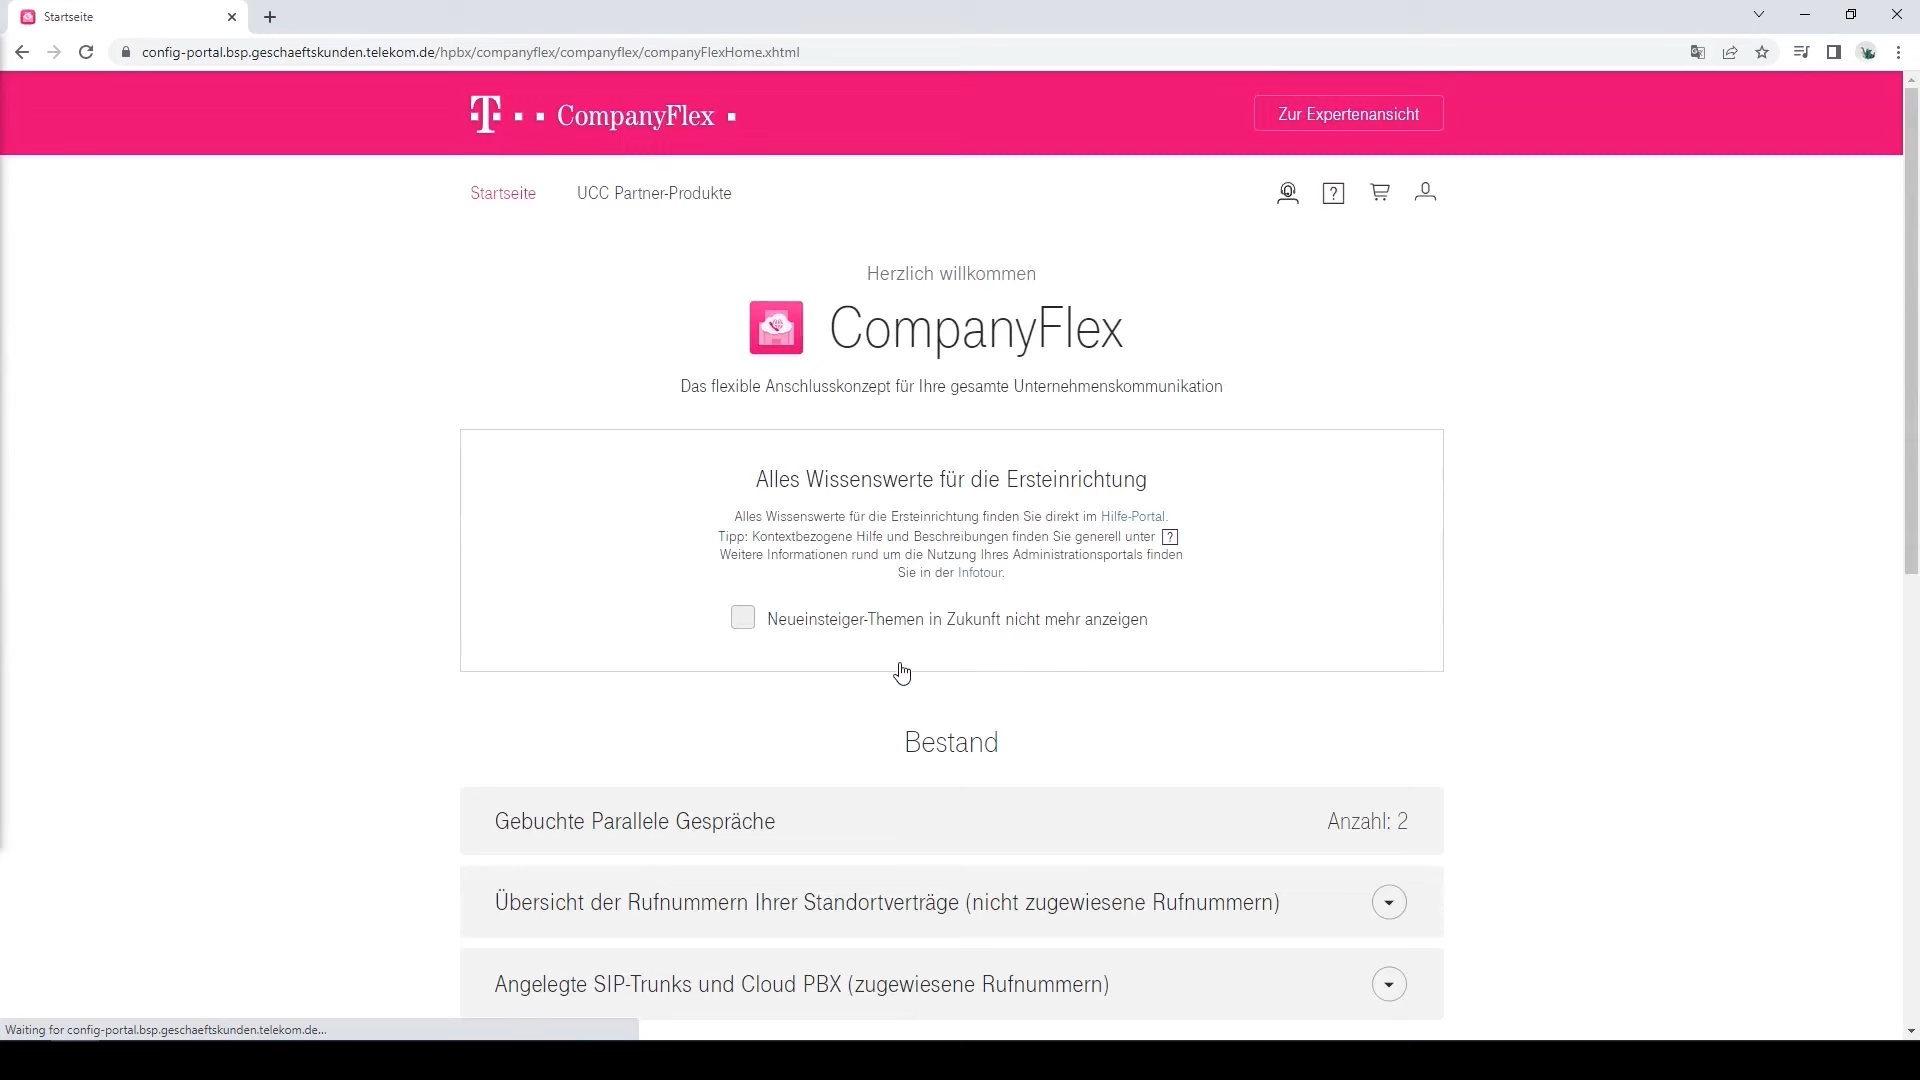 Startseite
config-portal.bsp.geschaeftskunden.telekom.de/hpbx/companyflex/companyflex/companyFlexHome.xhtml
T CompanyFlex
Zur Expertenansicht
Startseite
UCC Partner-Produkte
?
Herzlich willkommen
CompanyFlex
Das flexible Anschlusskonzept für Ihre gesamte Unternehmenskommunikation
Alles Wissenswerte für die Ersteinrichtung
Alles Wissenswerte für die Ersteinrichtung finden Sie direkt im Hilfe-Portal.
Tipp: Kontextbezogene Hilfe und Beschreibungen finden Sie generell unter ?
Weitere Informationen rund um die Nutzung Ihres Administrationsportals finden
Sie in der Infotour.
Neueinsteiger-Themen in Zukunft nicht mehr anzeigen
Bestand
Gebuchte Parallele Gespräche
Anzahl: 2
Übersicht der Rufnummern Ihrer Standortverträge (nicht zugewiesene Rufnummern)
Angelegte SIP-Trunks und Cloud PBX (zugewiesene Rufnummern)
Waiting for config-portal.bsp.geschaeftskunden.telekom.de...